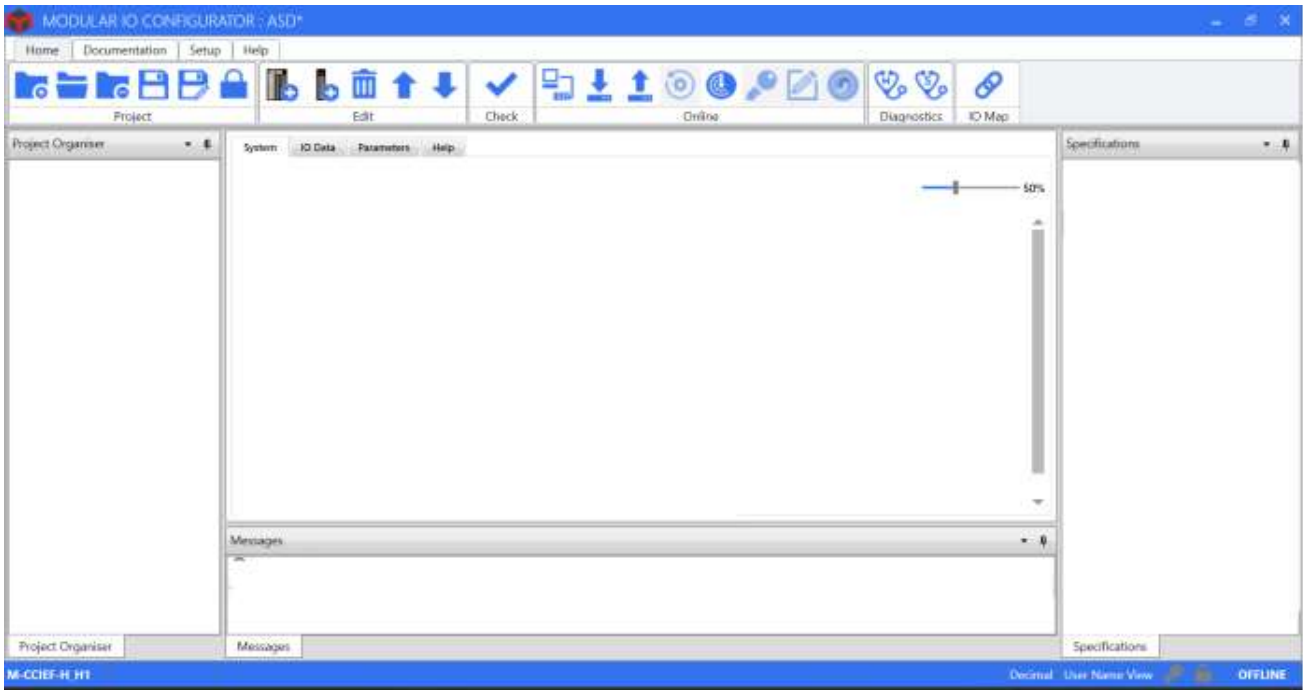 MODULAR IO CONFIGURATOR : ASD*
Home Documentation Setup Help
Project Edit Check Online Diagnostics IO Map
Project Organiser
System IO Data Parameters Help
Specifications
50%
Messages
Project Organiser Messages Specifications
M-CCIEF-H_H1 Decimal User Name View OFFLINE